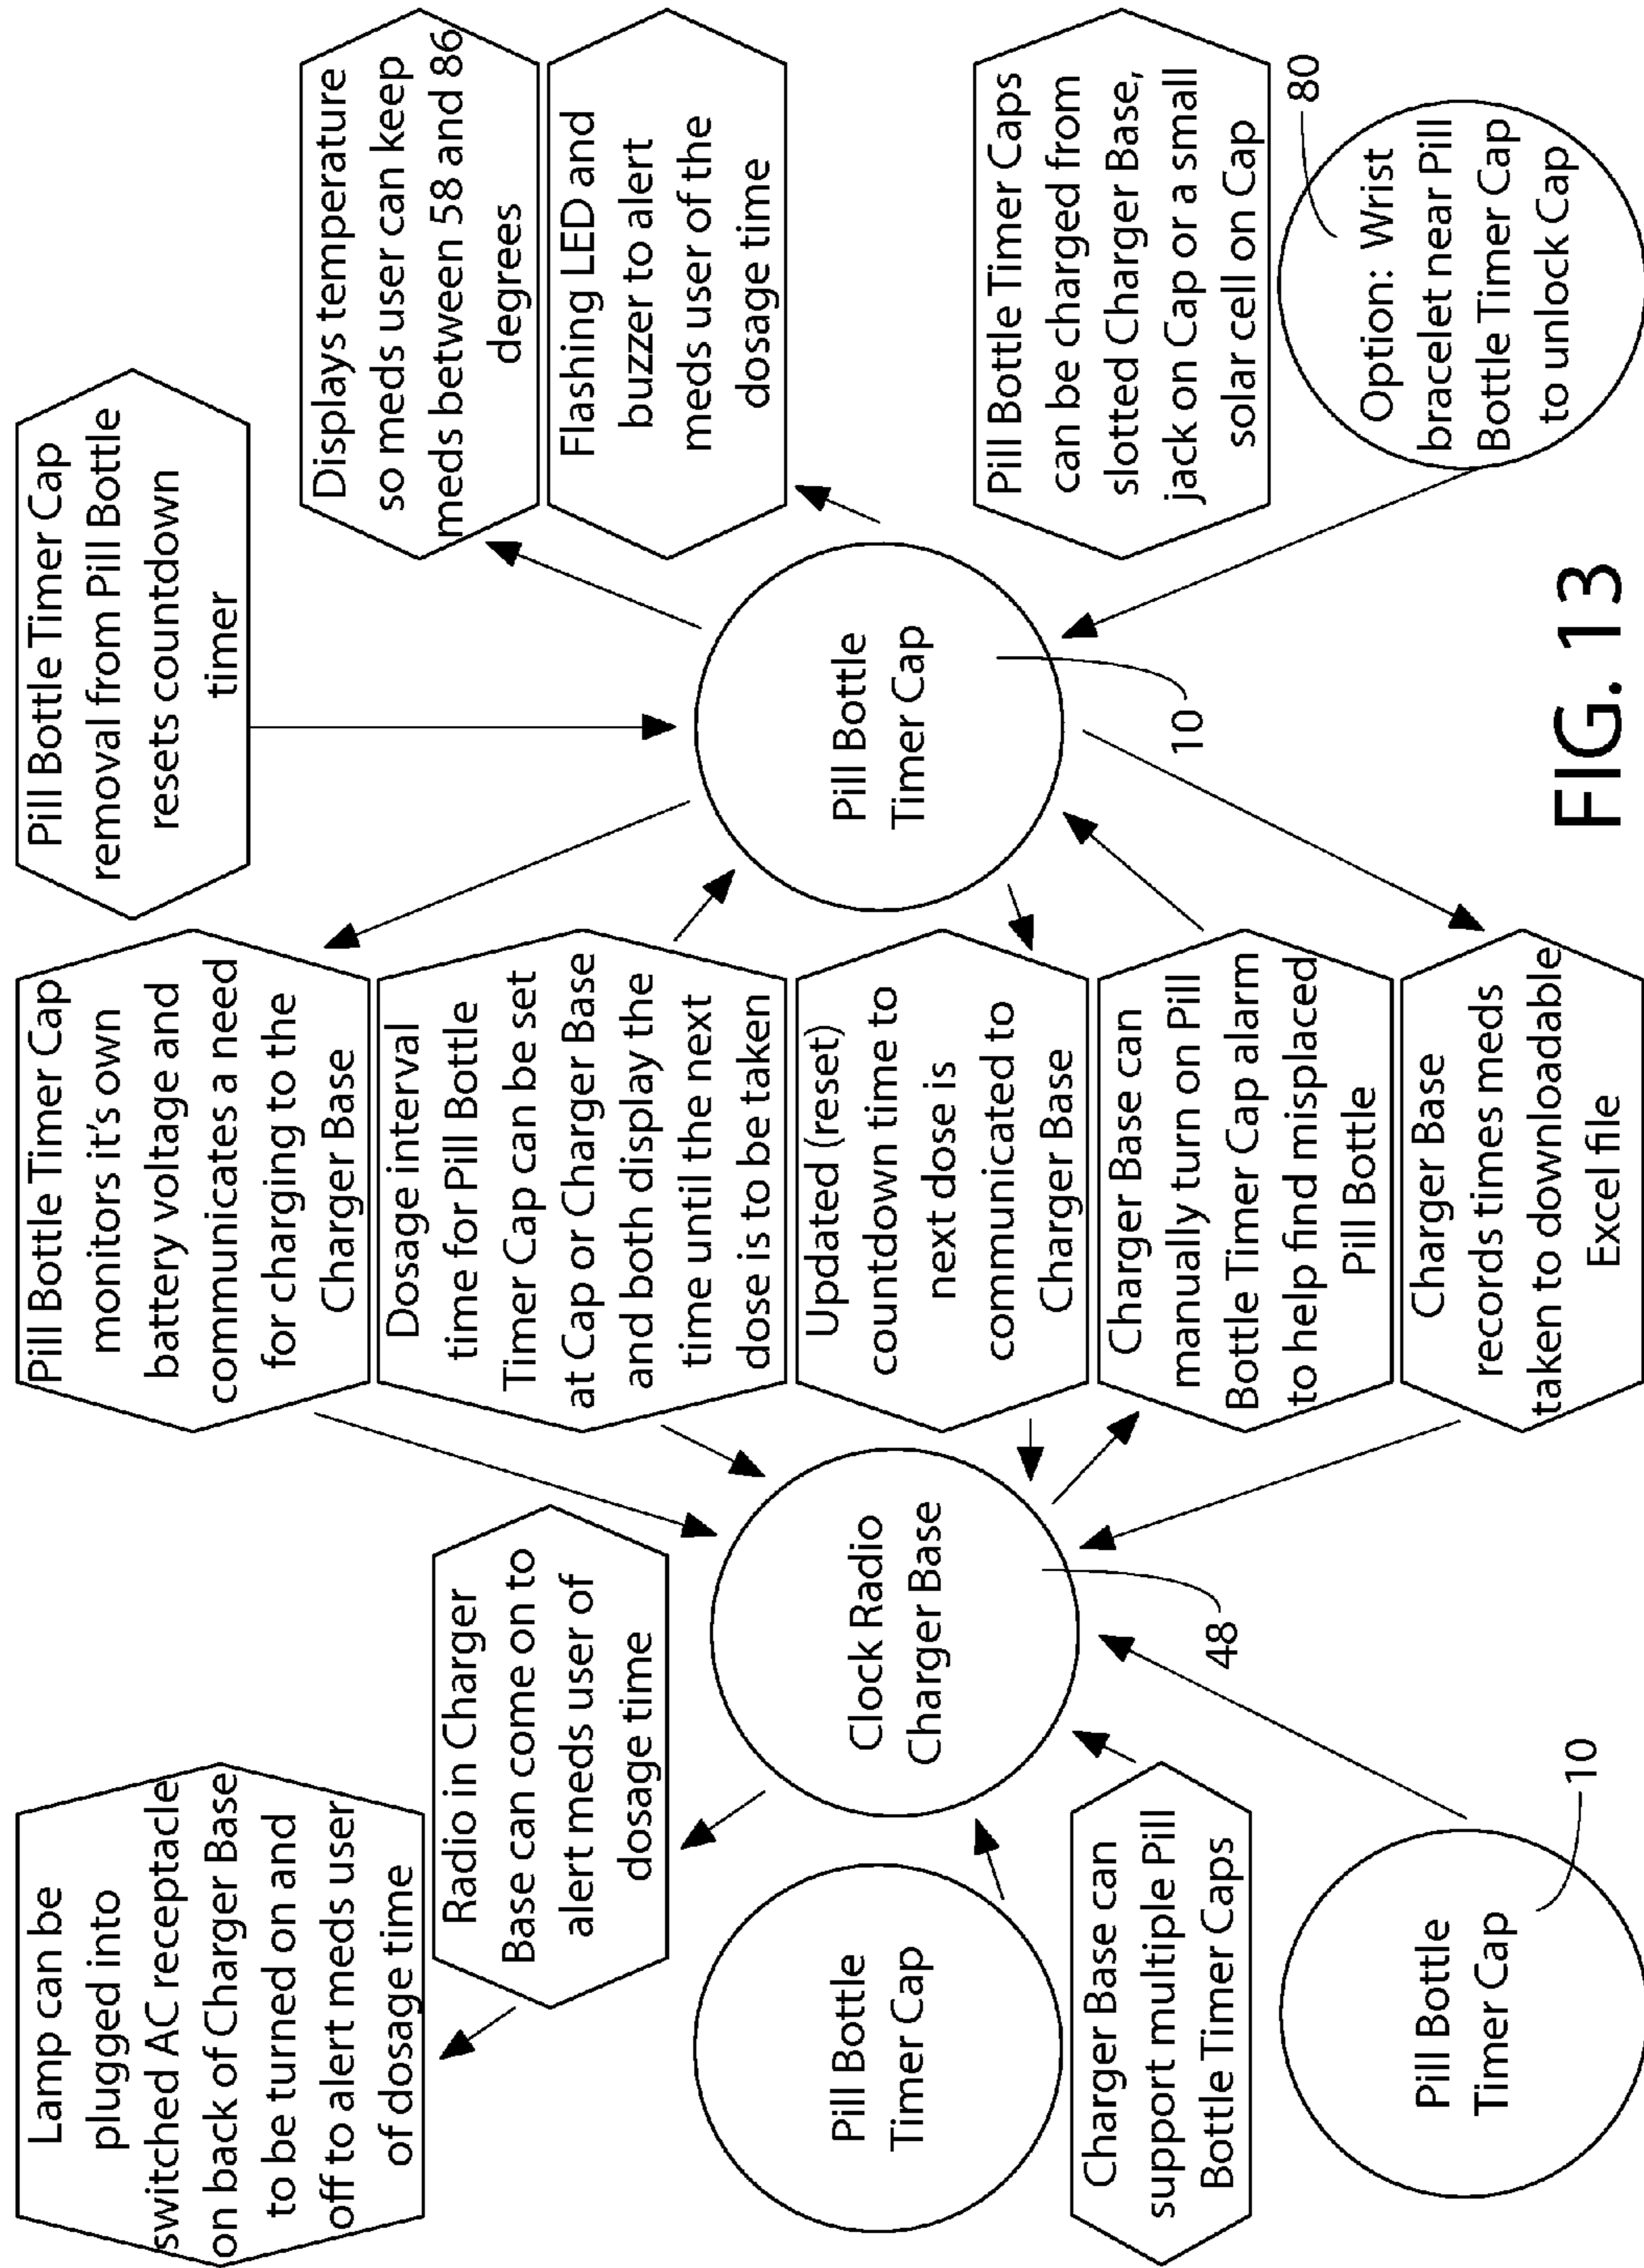 Lamp can be
plugged into
switched AC receptacle
on back of Charger Base
to be turned on and
off to alert meds user
of dosage time
Radio in Charger
Base can come on to
alert meds user of
dosage time
Pill Bottle
Timer Cap
Charger Base can
support multiple Pill
Bottle Timer Caps
Pill Bottle
Timer Cap
10
Clock Radio
Charger Base
48
Pill Bottle Timer Cap
monitors it's own
battery voltage and
communicates a need
for charging to the
Charger Base
Dosage interval
time for Pill Bottle
Timer Cap can be set
at Cap or Charger Base
and both display the
time until the next
dose is to be taken
Updated (reset)
countdown time to
next dose is
communicated to
Charger Base
Charger Base can
manually turn on Pill
Bottle Timer Cap alarm
to help find misplaced
Pill Bottle
Charger Base
records times meds
taken to downloadable
Excel file
Pill Bottle Timer Cap
removal from Pill Bottle
resets countdown
timer
Pill Bottle
Timer Cap
10
Displays temperature
so meds user can keep
meds between 58 and 86
degrees
Flashing LED and
buzzer to alert
meds user of the
dosage time
Pill Bottle Timer Caps
can be charged from
slotted Charger Base,
jack on Cap or a small
solar cell on Cap
80
Option: Wrist
bracelet near Pill
Bottle Timer Cap
to unlock Cap
FIG. 13